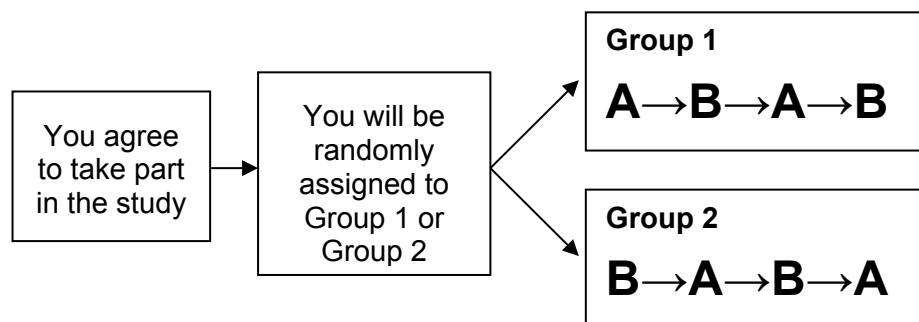 You agree
to take part
in the study
You will be
randomly
assigned to
Group 1 or
Group 2
Group 1
A→B→A→B
Group 2
B→A→B→A